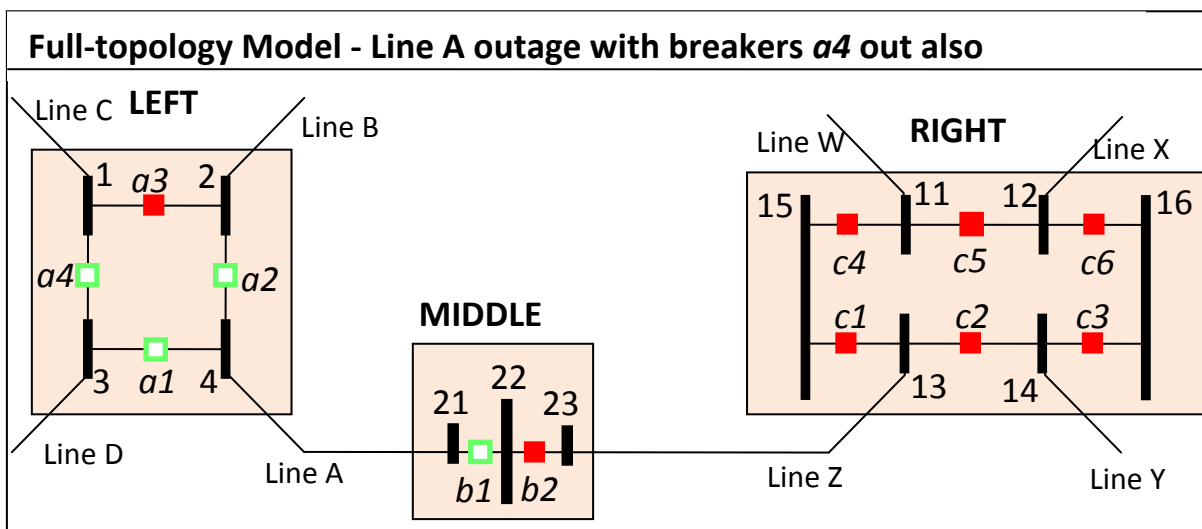 Full-topology Model - Line A outage with breakers a4 out also
Line C
LEFT
Line B
1
a3
2
a4
a2
3
a1
4
Line D
Line A
MIDDLE
21
22
23
b1
b2
RIGHT
Line W
Line X
15
11
12
16
c4
c5
c6
c1
c2
c3
13
14
Line Z
Line Y